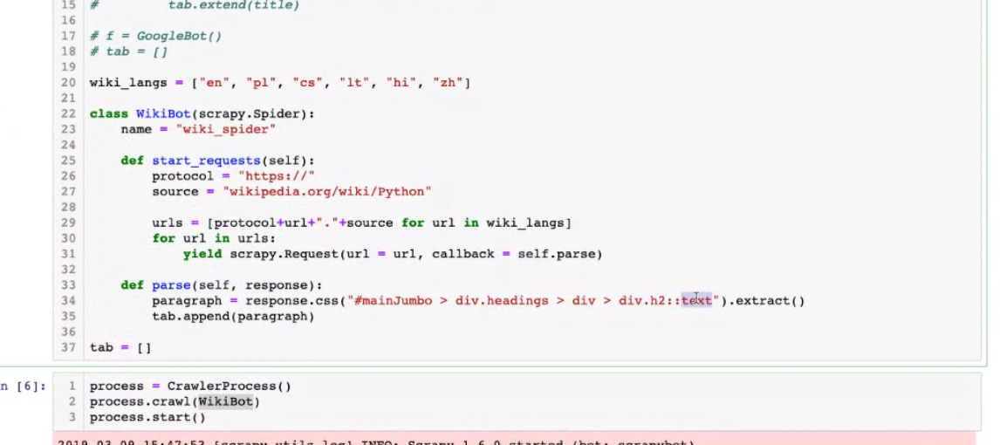 15 #         tab.extend(title)
16
17 # f = GoogleBot()
18 # tab = []
19
20 wiki_langs = ["en", "pl", "cs", "lt", "hi", "zh"]
21
22 class WikiBot(scrapy.Spider):
23     name = "wiki_spider"
24
25     def start_requests(self):
26         protocol = "https://"
27         source = "wikipedia.org/wiki/Python"
28
29         urls = [protocol+url+"."+source for url in wiki_langs]
30         for url in urls:
31             yield scrapy.Request(url = url, callback = self.parse)
32
33     def parse(self, response):
34         paragraph = response.css("#mainJumbo > div.headings > div > div.h2::text").extract()
35         tab.append(paragraph)
36
37 tab = []
n [6]:
1 process = CrawlerProcess()
2 process.crawl(WikiBot)
3 process.start()
2019-03-09 15:47:53 [scrapy.utils.log] INFO: Scrapy 1.6.0 started (bot: scrapybot)